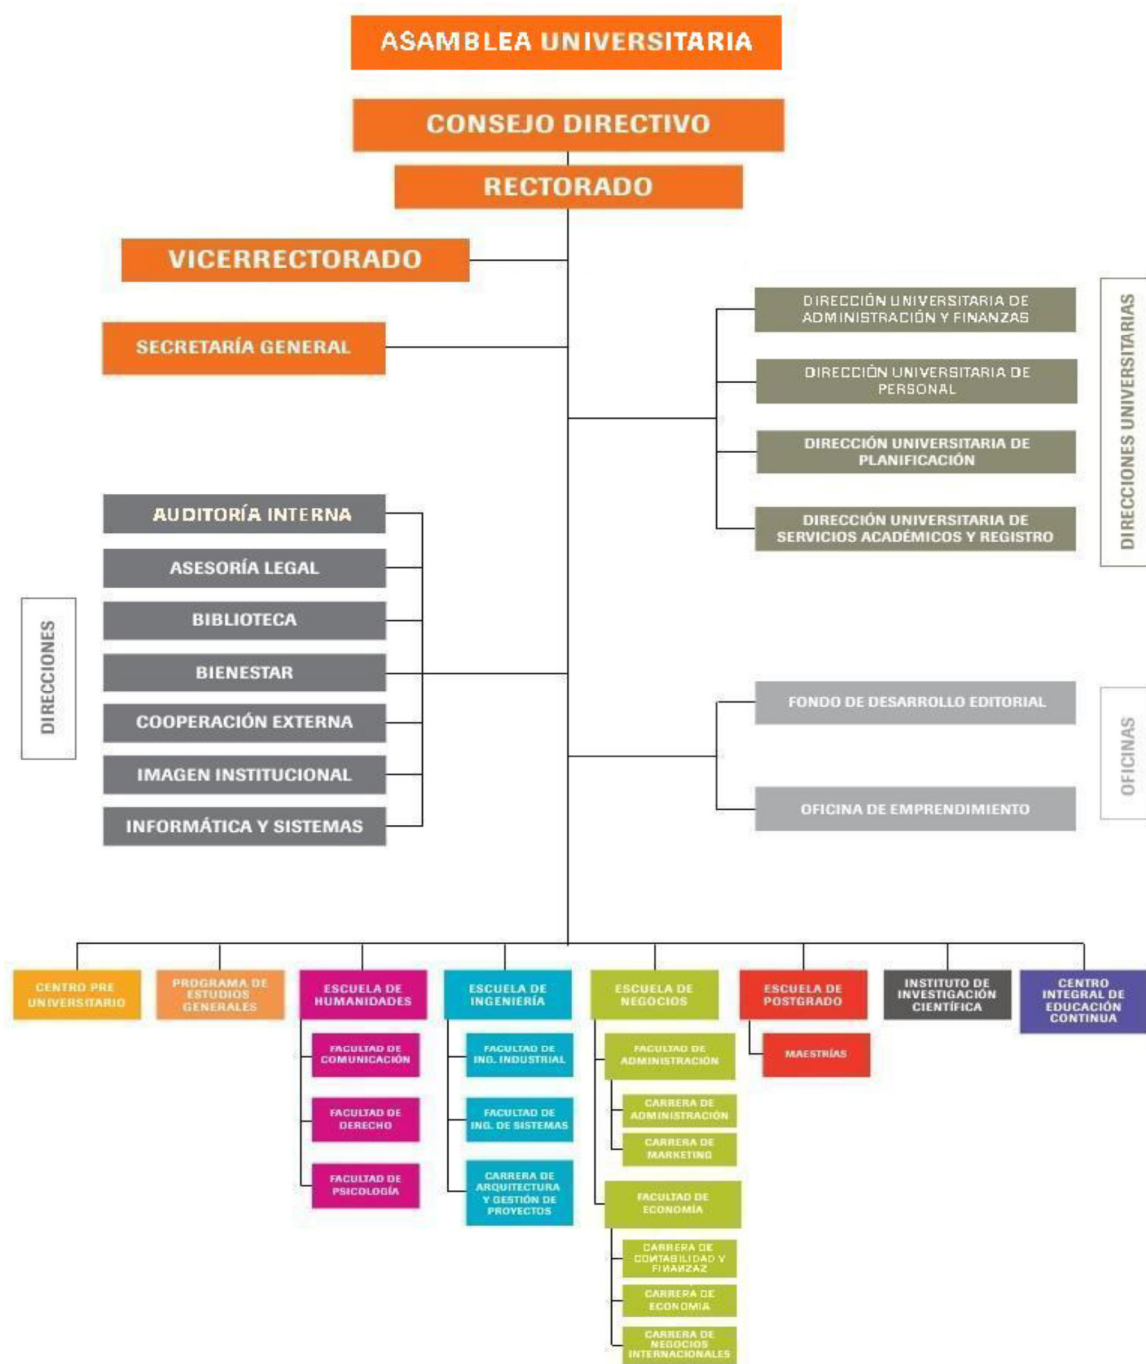 ASAMBLEA UNIVERSITARIA
CONSEJO DIRECTIVO
RECTORADO
VICERRECTORADO
SECRETARÍA GENERAL
DIRECCIÓN UNIVERSITARIA DE
ADMINISTRACIÓN Y FINANZAS
DIRECCIÓN UNIVERSITARIA DE
PERSONAL
DIRECCIÓN UNIVERSITARIA DE
PLANIFICACIÓN
DIRECCIÓN UNIVERSITARIA DE
SERVICIOS ACADÉMICOS Y REGISTRO
DIRECCIONES UNIVERSITARIAS
DIRECCIONES
AUDITORÍA INTERNA
ASESORÍA LEGAL
BIBLIOTECA
BIENESTAR
COOPERACIÓN EXTERNA
IMAGEN INSTITUCIONAL
INFORMÁTICA Y SISTEMAS
FONDO DE DESARROLLO EDITORIAL
OFICINA DE EMPRENDIMIENTO
OFICINAS
CENTRO PRE
UNIVERSITARIO
PROGRAMA DE
ESTUDIOS
GENERALES
ESCUELA DE
HUMANIDADES
FACULTAD DE
COMUNICACIÓN
FACULTAD DE
DERECHO
FACULTAD DE
PSICOLOGÍA
ESCUELA DE
INGENIERÍA
FACULTAD DE
ING. INDUSTRIAL
FACULTAD DE
ING. DE SISTEMAS
CARRERA DE
ARQUITECTURA
Y GESTIÓN DE
PROYECTOS
ESCUELA DE
NEGOCIOS
FACULTAD DE
ADMINISTRACIÓN
CARRERA DE
ADMINISTRACIÓN
CARRERA DE
MARKETING
FACULTAD DE
ECONOMÍA
CARRERA DE
CONTABILIDAD Y
FINANZAZ
CARRERA DE
ECONOMIA
CARRERA DE
NEGOCIOS
INTERNACIONALES
ESCUELA DE
POSTGRADO
MAESTRÍAS
INSTITUTO DE
INVESTIGACIÓN
CIENTÍFICA
CENTRO
INTEGRAL DE
EDUCACIÓN
CONTINUA